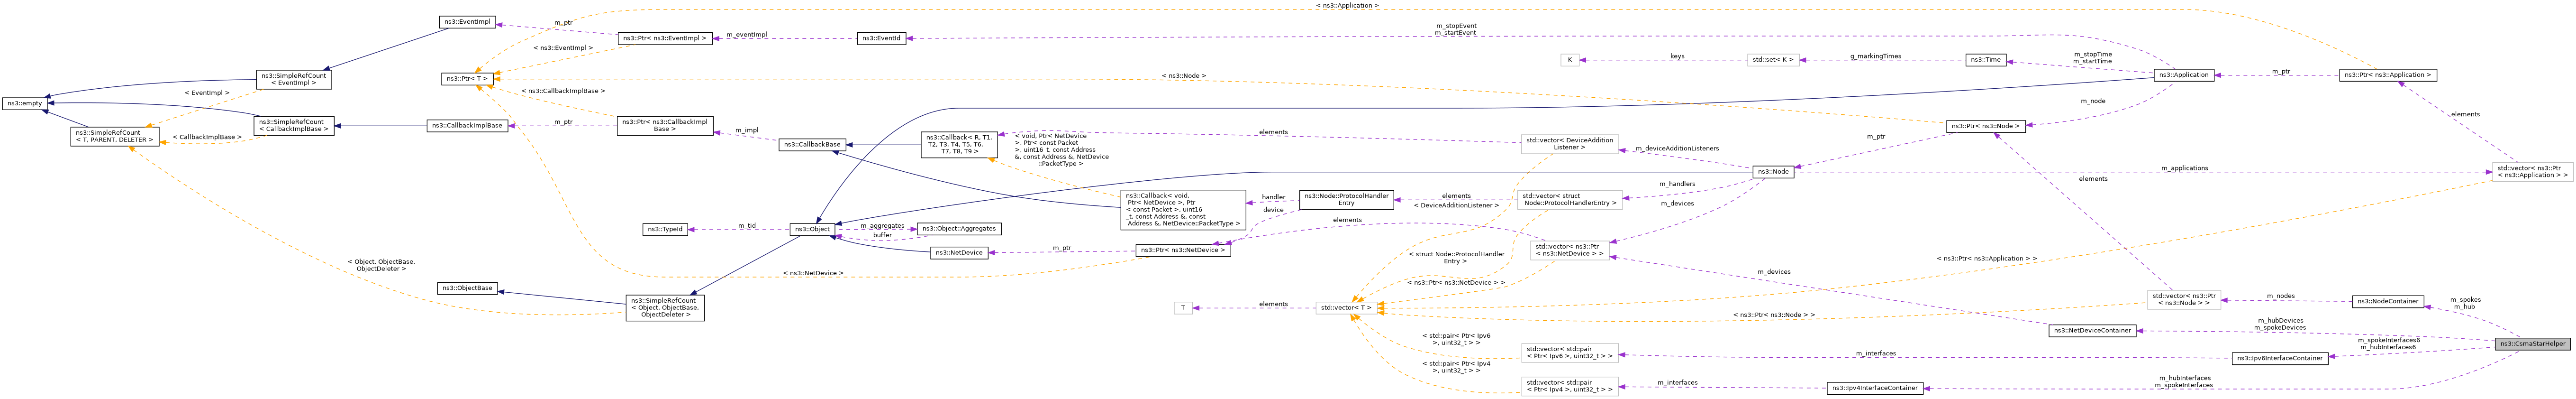 < ns3::Application >
ns3::EventImpl
m_ptr
ns3::Ptr< ns3::EventImpl >
m_eventImpl
ns3::EventId
m_stopEvent
m_startEvent
< ns3::EventImpl >
K
keys
std::set< K >
g_markingTimes
ns3::Time
m_stopTime
m_startTime
ns3::SimpleRefCount
< EventImpl >
ns3::Ptr< T >
< ns3::Node >
ns3::Application
m_ptr
ns3::Ptr< ns3::Application >
< EventImpl >
< ns3::CallbackImplBase >
m_node
ns3::empty
elements
ns3::SimpleRefCount
< T, PARENT, DELETER >
< CallbackImplBase >
ns3::SimpleRefCount
< CallbackImplBase >
ns3::CallbackImplBase
m_ptr
ns3::Ptr< ns3::CallbackImpl
Base >
m_impl
ns3::CallbackBase
ns3::Callback< R, T1,
T2, T3, T4, T5, T6,
T7, T8, T9 >
< void, Ptr< NetDevice
>, Ptr< const Packet
>, uint16_t, const Address
&, const Address &, NetDevice
::PacketType >
elements
std::vector< DeviceAddition
Listener >
m_deviceAdditionListeners
m_ptr
ns3::Ptr< ns3::Node >
ns3::Node
m_applications
std::vector< ns3::Ptr
< ns3::Application > >
elements
m_handlers
m_devices
ns3::Callback< void,
Ptr< NetDevice >, Ptr
< const Packet >, uint16
_t, const Address &, const
Address &, NetDevice::PacketType >
handler
device
ns3::Node::ProtocolHandler
Entry
elements
< DeviceAdditionListener >
std::vector< struct
Node::ProtocolHandlerEntry >
elements
ns3::TypeId
m_tid
ns3::Object
m_aggregates
buffer
ns3::Object::Aggregates
ns3::NetDevice
m_ptr
ns3::Ptr< ns3::NetDevice >
std::vector< ns3::Ptr
< ns3::NetDevice > >
< Object, ObjectBase,
ObjectDeleter >
< ns3::NetDevice >
< struct Node::ProtocolHandler
Entry >
< ns3::Ptr< ns3::NetDevice > >
m_devices
< ns3::Ptr< ns3::Application > >
ns3::ObjectBase
ns3::SimpleRefCount
< Object, ObjectBase,
ObjectDeleter >
T
elements
std::vector< T >
< ns3::Ptr< ns3::Node > >
std::vector< ns3::Ptr
< ns3::Node > >
m_nodes
ns3::NodeContainer
m_spokes
m_hub
ns3::NetDeviceContainer
m_hubDevices
m_spokeDevices
ns3::CsmaStarHelper
< std::pair< Ptr< Ipv6
>, uint32_t > >
std::vector< std::pair
< Ptr< Ipv6 >, uint32_t > >
m_interfaces
ns3::Ipv6InterfaceContainer
m_spokeInterfaces6
m_hubInterfaces6
< std::pair< Ptr< Ipv4
>, uint32_t > >
std::vector< std::pair
< Ptr< Ipv4 >, uint32_t > >
m_interfaces
ns3::Ipv4InterfaceContainer
m_hubInterfaces
m_spokeInterfaces